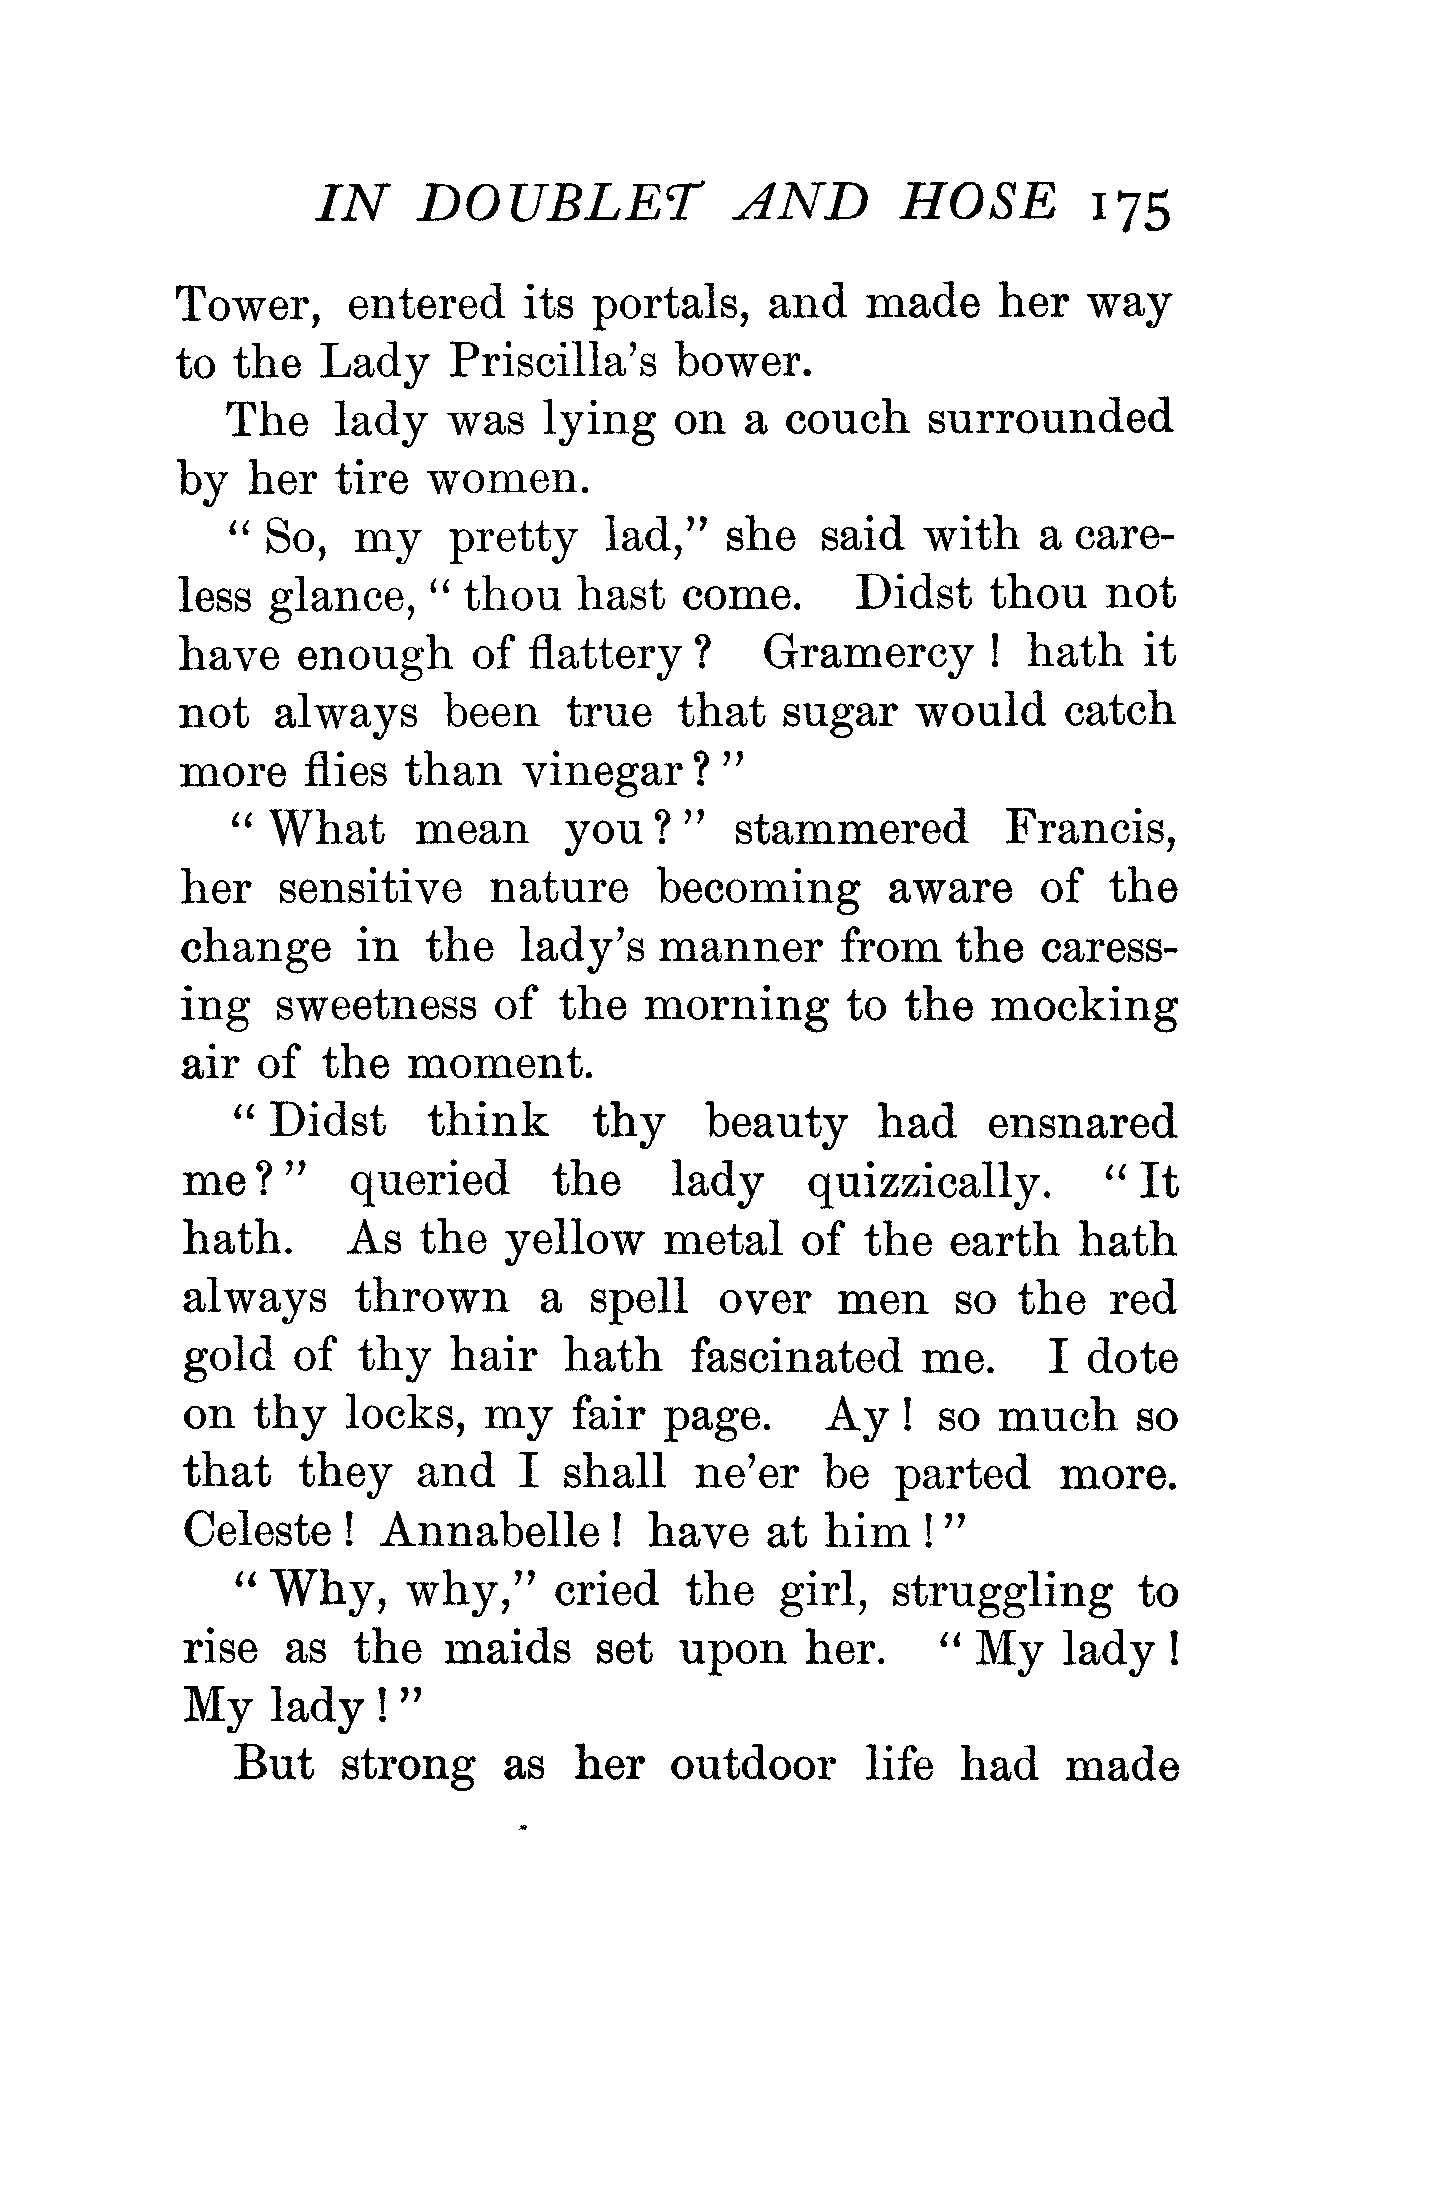 IN DOUBLET AND HOSE 175
Tower, entered its portals, and made her way
to the Lady Priscilla's bower.
The lady was lying on a couch surrounded
by her tire women.
“ So, my pretty lad,” she said with a care-
less glance, “ thou hast come. Didst thou not
have enough of flattery ? Gramercy ! hath it
not always been true that sugar would catch
more flies than vinegar ? ”
“ What mean you ? ” stammered Francis,
her sensitive nature becoming aware of the
change in the lady's manner from the caress-
ing sweetness of the morning to the mocking
air of the moment.
“ Didst think thy beauty had ensnared
me ? ” queried the lady quizzically. “ It
hath. As the yellow metal of the earth hath
always thrown a spell over men so the red
gold of thy hair hath fascinated me. I dote
on thy locks, my fair page. Ay ! so much so
that they and I shall ne'er be parted more.
Celeste ! Annabelle ! have at him ! ”
“ Why, why,” cried the girl, struggling to
rise as the maids set upon her. “ My lady !
My lady ! ”
But strong as her outdoor life had made